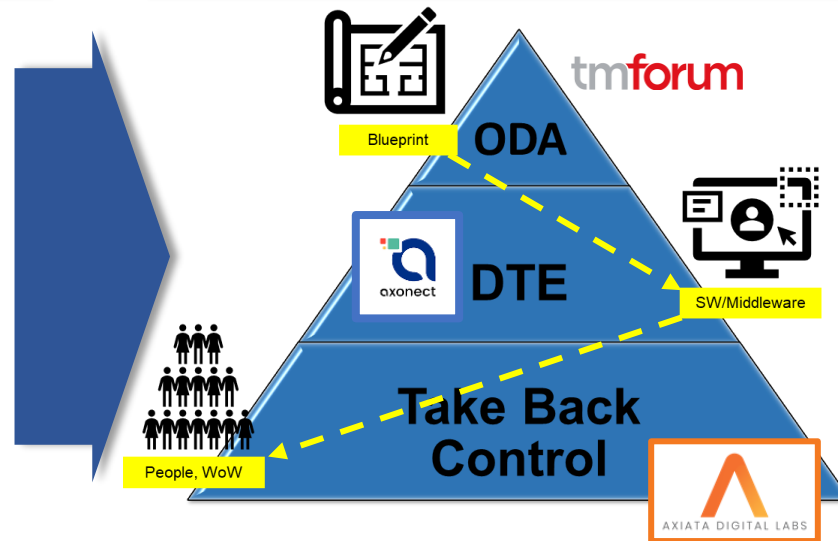 tmforum
Blueprint
ODA
axonect
DTE
SW/Middleware
Take Back
Control
People, WoW
AXIATA DIGITAL LABS